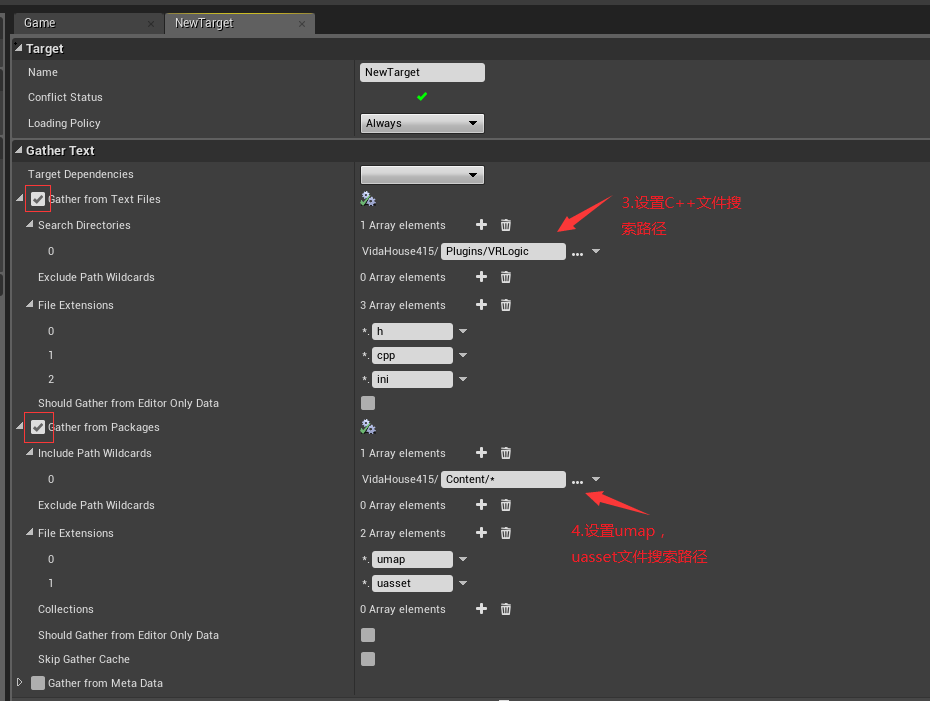 Game
NewTarget
Target
Name NewTarget
Conflict Status
Loading Policy Always
Gather Text
Target Dependencies
Gather from Text Files
3.设置C++文件搜
索路径
Search Directories 1 Array elements
0 VidaHouse415/ Plugins/VRLogic ...
Exclude Path Wildcards 0 Array elements
File Extensions 3 Array elements
0 *. h
1 *. cpp
2 *. ini
Should Gather from Editor Only Data
Gather from Packages
Include Path Wildcards 1 Array elements
0 VidaHouse415/ Content/* ...
Exclude Path Wildcards 0 Array elements
4.设置umap，
uasset文件搜索路径
File Extensions 2 Array elements
0 *. umap
1 *. uasset
Collections 0 Array elements
Should Gather from Editor Only Data
Skip Gather Cache
Gather from Meta Data